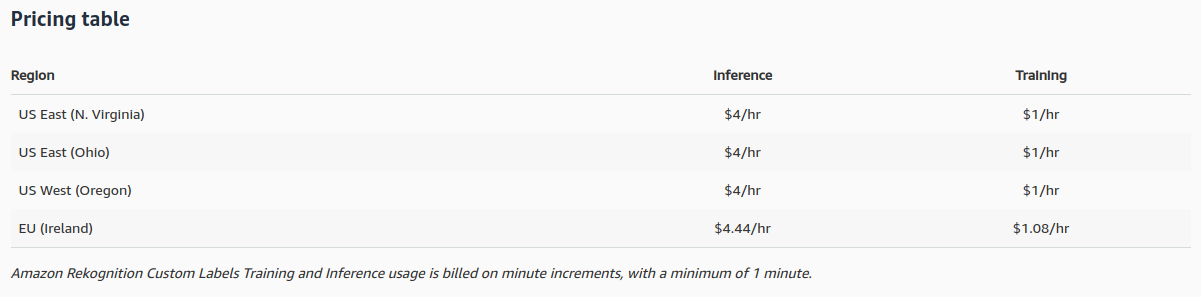 Pricing table
Region Inference Training
US East (N. Virginia) $4/hr $1/hr
US East (Ohio) $4/hr $1/hr
US West (Oregon) $4/hr $1/hr
EU (Ireland) $4.44/hr $1.08/hr
Amazon Rekognition Custom Labels Training and Inference usage is billed on minute increments, with a minimum of 1 minute.